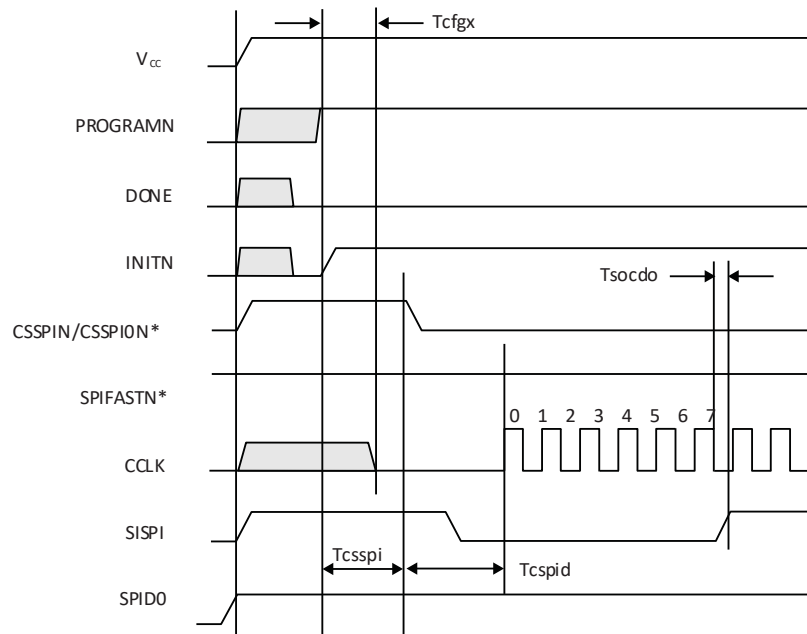 Tcfgx
VCC
PROGRAMN
DONE
INITN
Tsocdo
CSSPIN/CSSPI0N*
SPIFASTN*
0 1 2 3 4 5 6 7
CCLK
SISPI
Tcsspi
Tcspid
SPID0